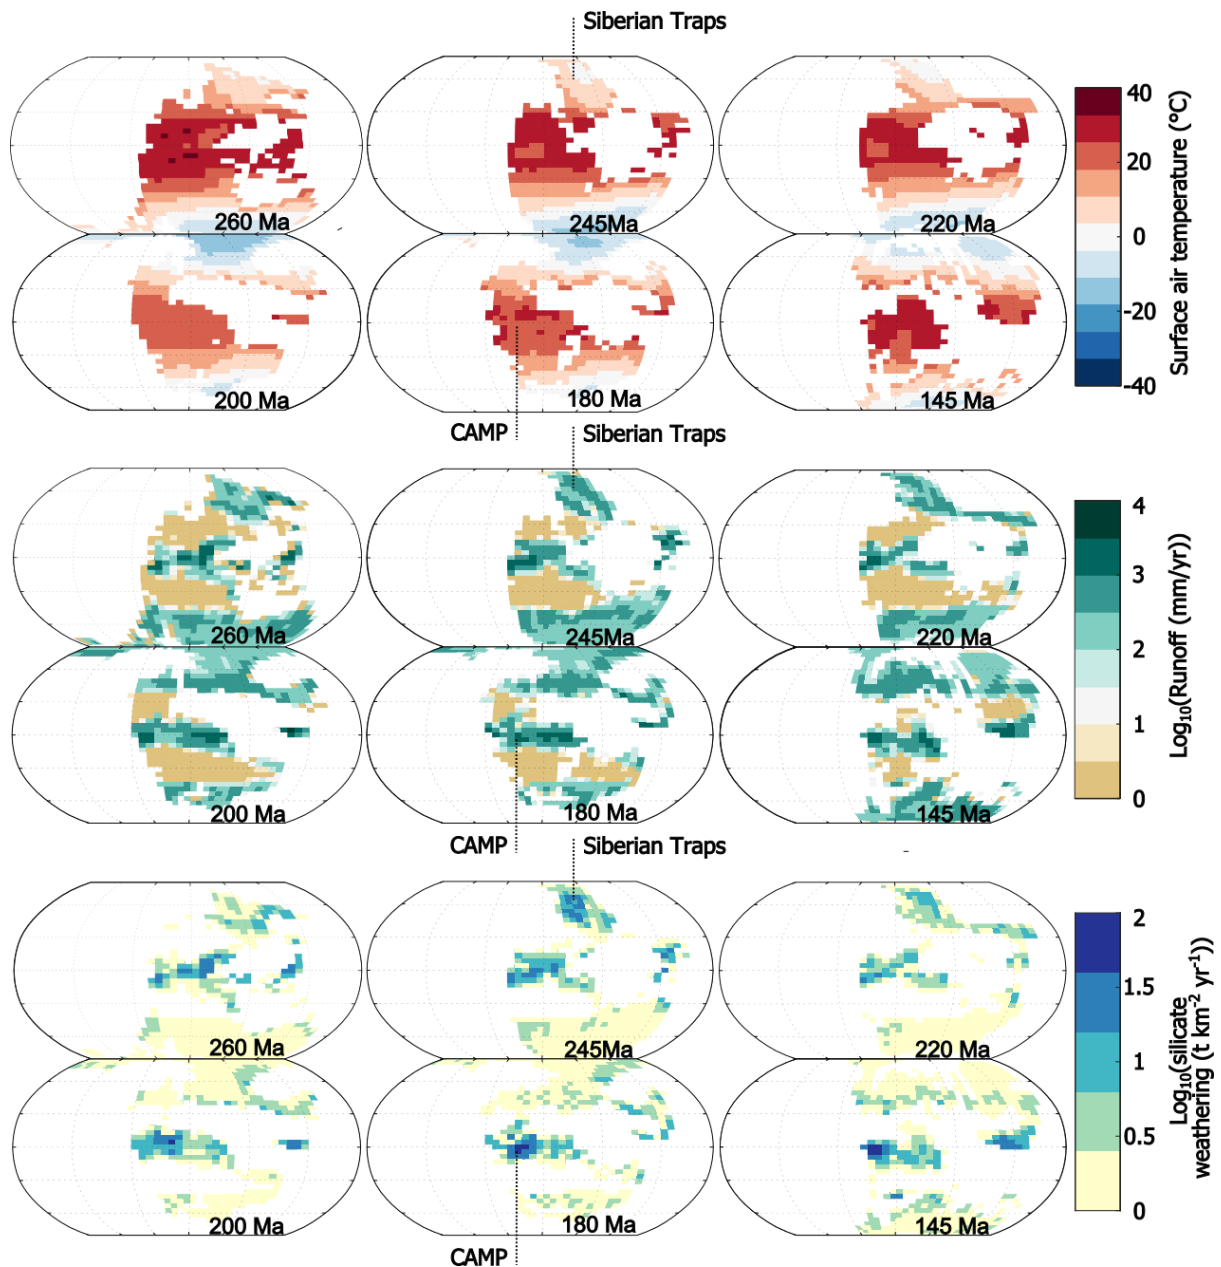 Siberian Traps
260 Ma
245Ma
220 Ma
200 Ma
180 Ma
145 Ma
40
20
0
-20
-40
Surface air temperature (°C)
CAMP
Siberian Traps
260 Ma
245Ma
220 Ma
200 Ma
180 Ma
145 Ma
4
3
2
1
0
Log₁₀(Runoff (mm/yr))
CAMP
Siberian Traps
260 Ma
245Ma
220 Ma
200 Ma
180 Ma
145 Ma
2
1.5
1
0.5
0
Log₁₀(silicate
weathering (t km⁻² yr⁻¹))
CAMP